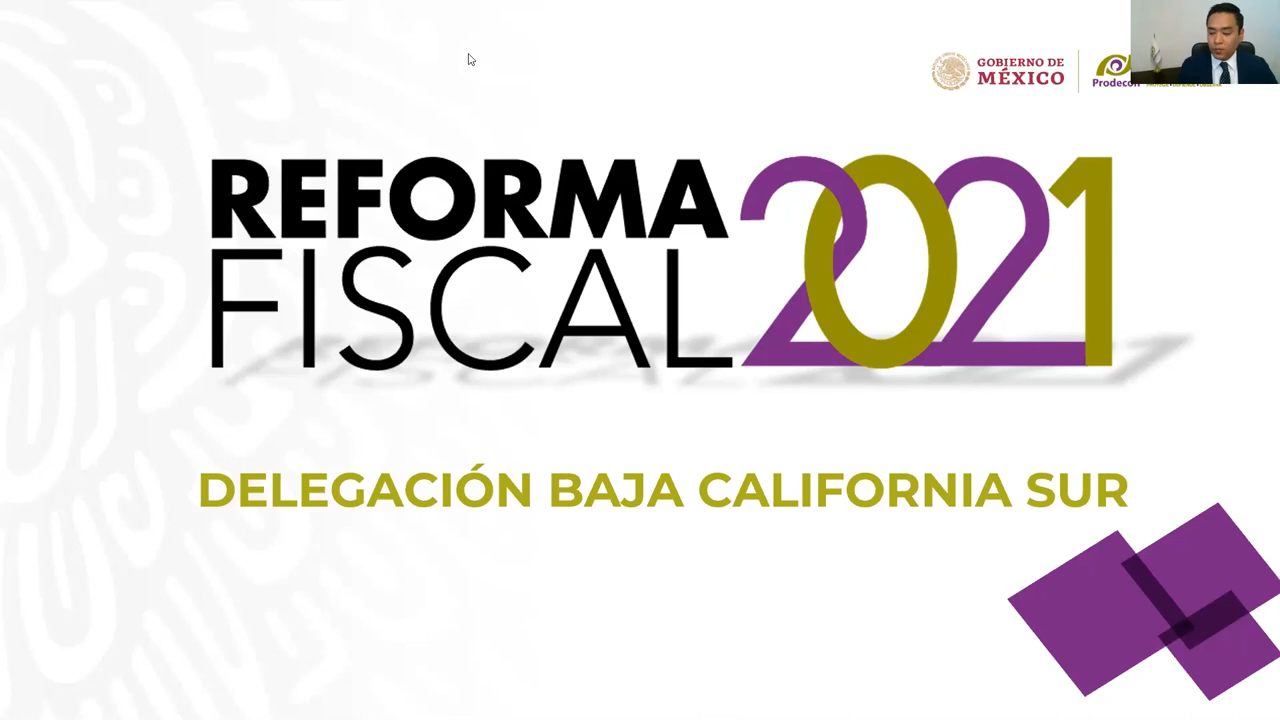 GOBIERNO DE
MÉXICO
Prodecon
REFORMA
FISCAL 2021
DELEGACIÓN BAJA CALIFORNIA SUR